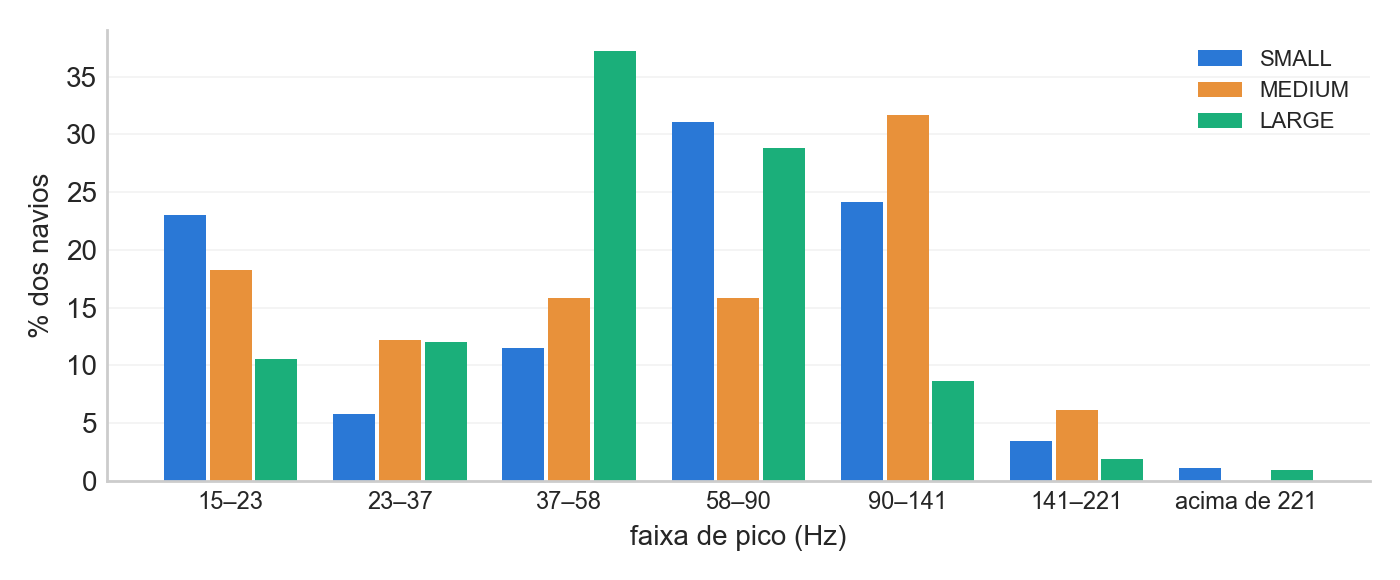 SMALL
MEDIUM
LARGE
% dos navios
35
30
25
20
15
10
5
0
15–23 23–37 37–58 58–90 90–141 141–221 acima de 221
faixa de pico (Hz)